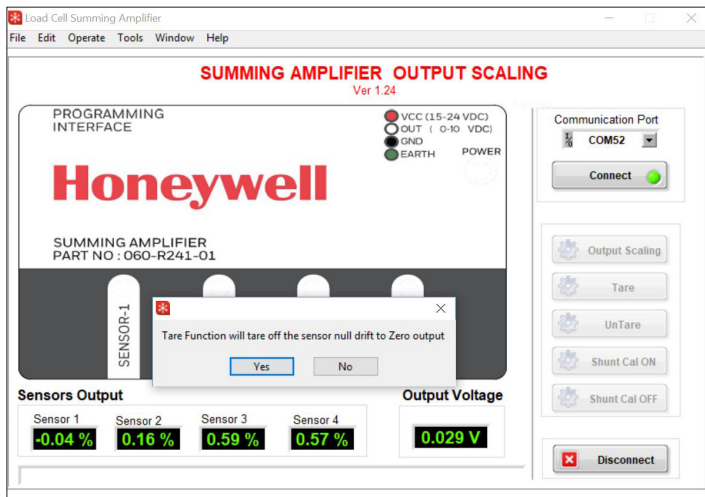 Load Cell Summing Amplifier
File Edit Operate Tools Window Help
SUMMING AMPLIFIER OUTPUT SCALING
Ver 1.24
PROGRAMMING
INTERFACE
VCC (15-24 VDC)
OUT ( 0-10 VDC)
GND
EARTH
POWER
Honeywell
SUMMING AMPLIFIER
PART NO : 060-R241-01
SENSOR-1
Communication Port
I/O COM52
Connect
Output Scaling
Tare
UnTare
Shunt Cal ON
Shunt Cal OFF
Disconnect
Tare Function will tare off the sensor null drift to Zero output
Yes No
Sensors Output
Sensor 1 Sensor 2 Sensor 3 Sensor 4
-0.04 % 0.16 % 0.59 % 0.57 %
Output Voltage
0.029 V